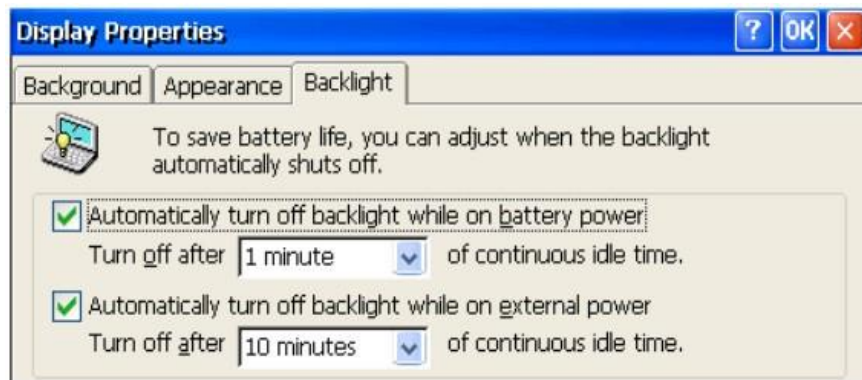 Display Properties ? OK ×
Background Appearance Backlight
To save battery life, you can adjust when the backlight
automatically shuts off.
Automatically turn off backlight while on battery power
Turn off after 1 minute of continuous idle time.
Automatically turn off backlight while on external power
Turn off after 10 minutes of continuous idle time.